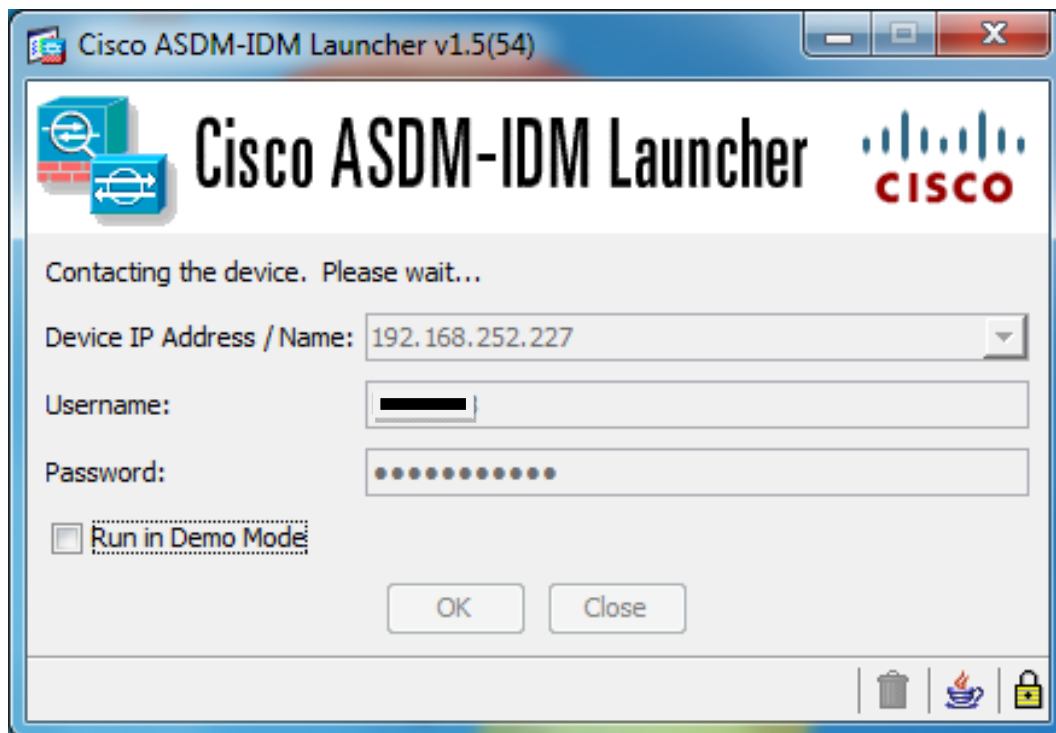 Cisco ASDM-IDM Launcher v1.5(54)
Cisco ASDM-IDM Launcher
CISCO
Contacting the device.  Please wait...
Device IP Address / Name: 192.168.252.227
Username:
Password: ●●●●●●●●●●●
Run in Demo Mode
OK Close